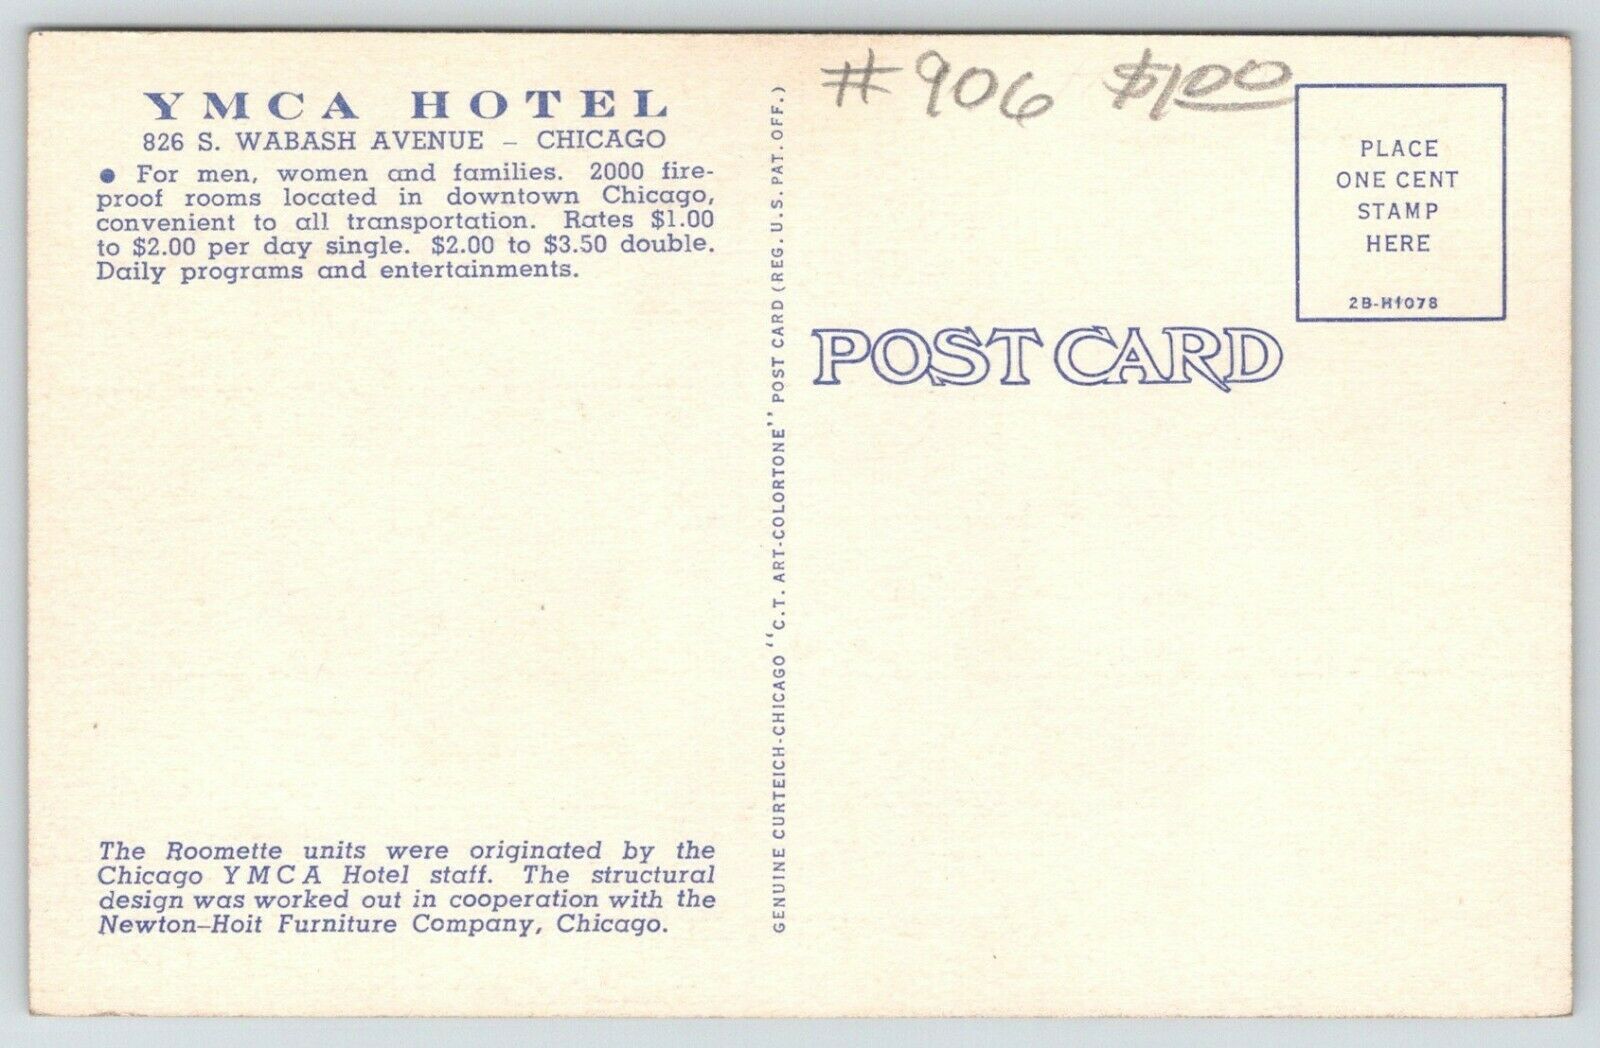 YMCA HOTEL
826 S. WABASH AVENUE – CHICAGO
● For men, women and families. 2000 fire-
proof rooms located in downtown Chicago,
convenient to all transportation. Rates $1.00
to $2.00 per day single. $2.00 to $3.50 double.
Daily programs and entertainments.
The Roomette units were originated by the
Chicago YMCA Hotel staff. The structural
design was worked out in cooperation with the
Newton–Hoit Furniture Company, Chicago.
GENUINE CURTEICH-CHICAGO "C.T. ART-COLORTONE" POST CARD (REG. U.S. PAT. OFF.)
#906 $1.00
PLACE
ONE CENT
STAMP
HERE
2B-H1078
POST CARD